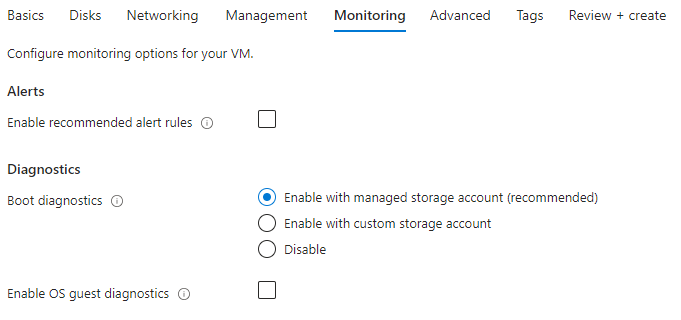 Basics Disks Networking Management Monitoring Advanced Tags Review + create
Configure monitoring options for your VM.
Alerts
Enable recommended alert rules
Diagnostics
Boot diagnostics
Enable with managed storage account (recommended)
Enable with custom storage account
Disable
Enable OS guest diagnostics